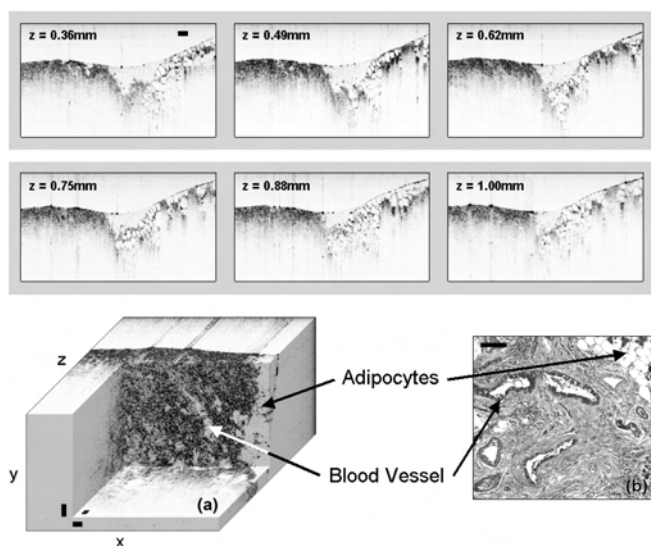 z = 0.36mm
z = 0.49mm
z = 0.62mm
z = 0.75mm
z = 0.88mm
z = 1.00mm
z
Adipocytes
y
Blood Vessel
(a)
(b)
x